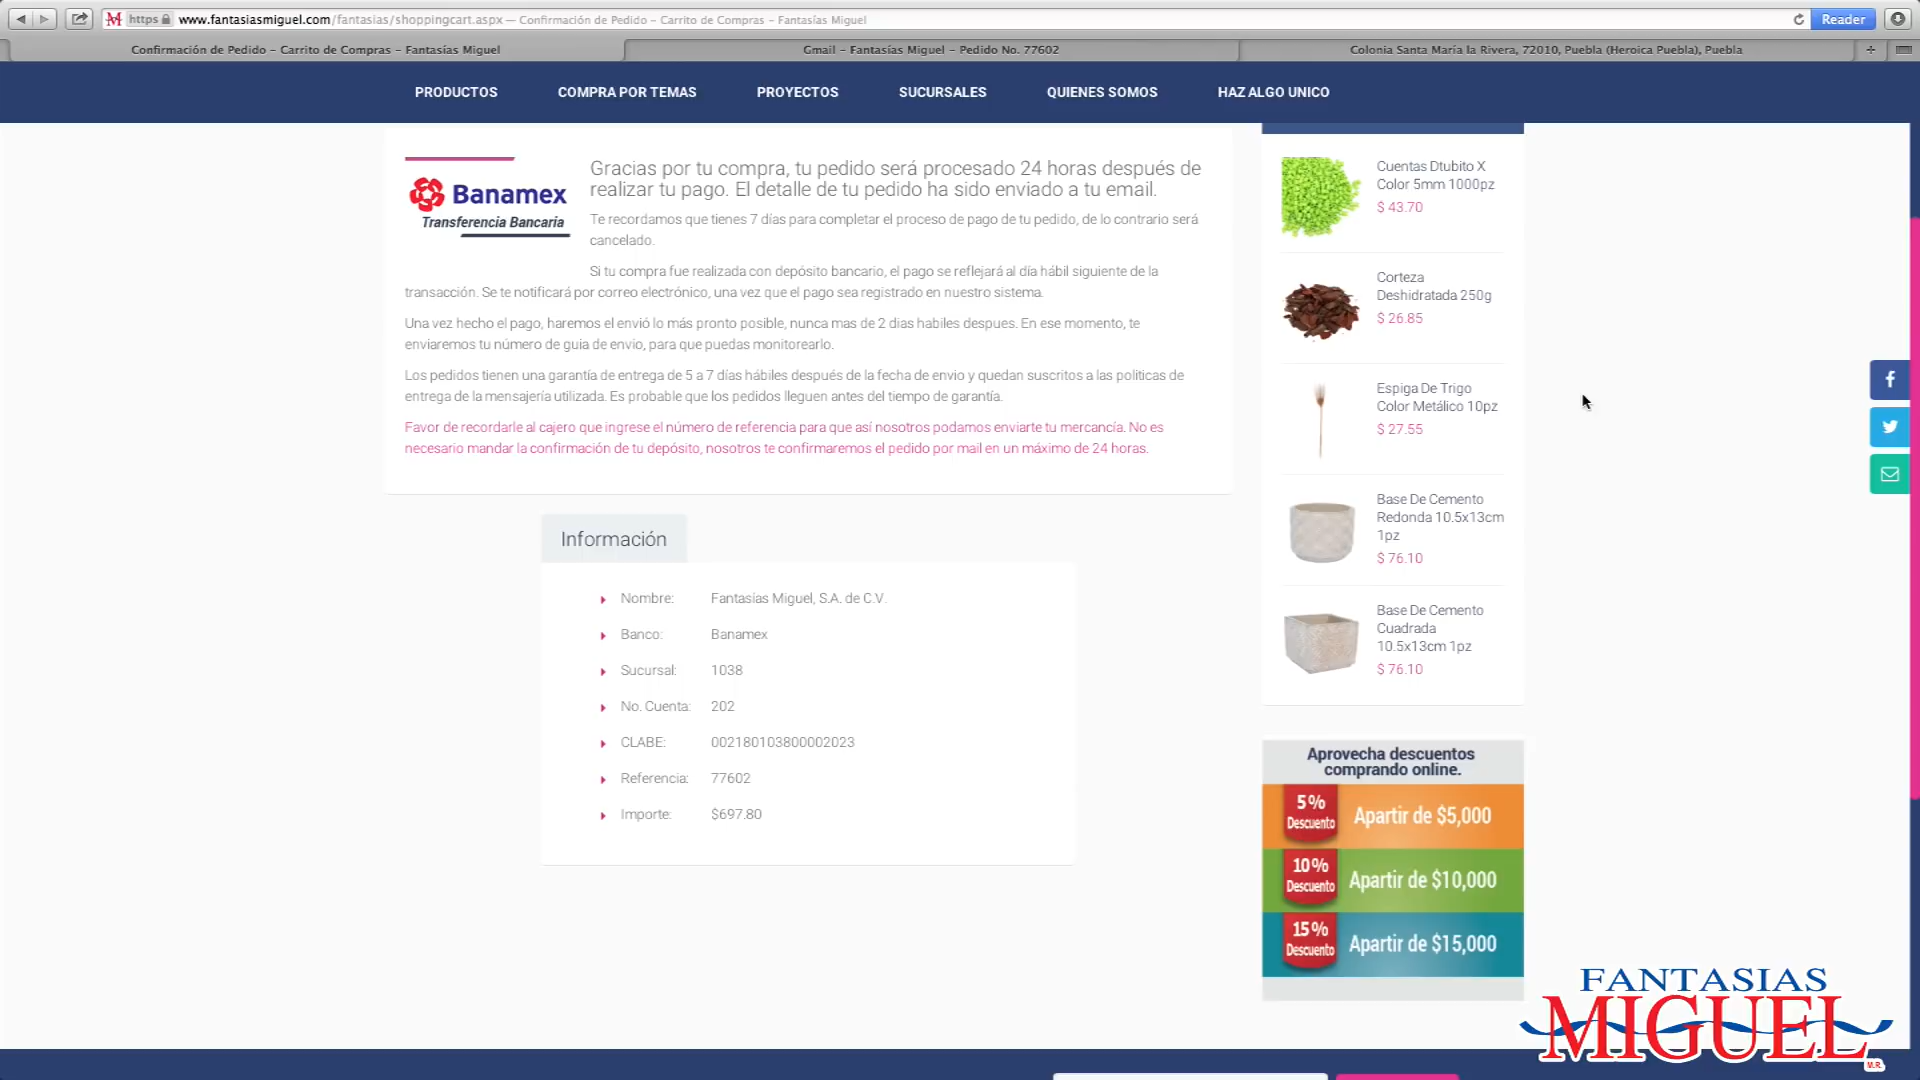 https www.fantasiasmiguel.com/fantasias/shoppingcart.aspx — Confirmación de Pedido – Carrito de Compras – Fantasías Miguel
Reader
Confirmación de Pedido – Carrito de Compras – Fantasías Miguel
Gmail – Fantasías Miguel – Pedido No. 77602
Colonia Santa María la Rivera, 72010, Puebla (Heroica Puebla), Puebla
PRODUCTOS
COMPRA POR TEMAS
PROYECTOS
SUCURSALES
QUIENES SOMOS
HAZ ALGO UNICO
Banamex
Transferencia Bancaria
Gracias por tu compra, tu pedido será procesado 24 horas después de
realizar tu pago. El detalle de tu pedido ha sido enviado a tu email.
Te recordamos que tienes 7 días para completar el proceso de pago de tu pedido, de lo contrario será
cancelado.
Si tu compra fue realizada con depósito bancario, el pago se reflejará al día hábil siguiente de la
transacción. Se te notificará por correo electrónico, una vez que el pago sea registrado en nuestro sistema.
Una vez hecho el pago, haremos el envió lo más pronto posible, nunca mas de 2 dias habiles despues. En ese momento, te
enviaremos tu número de guia de envio, para que puedas monitorearlo.
Los pedidos tienen una garantía de entrega de 5 a 7 días hábiles después de la fecha de envio y quedan suscritos a las politicas de
entrega de la mensajería utilizada. Es probable que los pedidos lleguen antes del tiempo de garantía.
Favor de recordarle al cajero que ingrese el número de referencia para que así nosotros podamos enviarte tu mercancía. No es
necesario mandar la confirmación de tu depósito, nosotros te confirmaremos el pedido por mail en un máximo de 24 horas.
Información
Nombre: Fantasias Miguel, S.A. de C.V.
Banco: Banamex
Sucursal: 1038
No. Cuenta: 202
CLABE: 002180103800002023
Referencia: 77602
Importe: $697.80
Cuentas Dtubito X
Color 5mm 1000pz
$ 43.70
Corteza
Deshidratada 250g
$ 26.85
Espiga De Trigo
Color Metálico 10pz
$ 27.55
Base De Cemento
Redonda 10.5x13cm
1pz
$ 76.10
Base De Cemento
Cuadrada
10.5x13cm 1pz
$ 76.10
Aprovecha descuentos
comprando online.
5%
Descuento
Apartir de $5,000
10%
Descuento
Apartir de $10,000
15%
Descuento
Apartir de $15,000
FANTASIAS
MIGUEL
M.R.